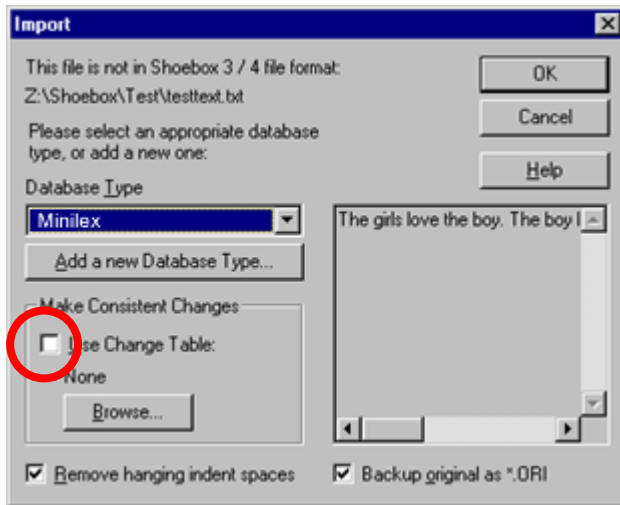 Import
This file is not in Shoebox 3 / 4 file format:
Z:\Shoebox\Test\testtext.txt
Please select an appropriate database
type, or add a new one:
Database Type
Minilex
Add a new Database Type...
Make Consistent Changes
Use Change Table:
None
Browse...
Remove hanging indent spaces
OK
Cancel
Help
The girls love the boy. The boy l
Backup original as *.ORI